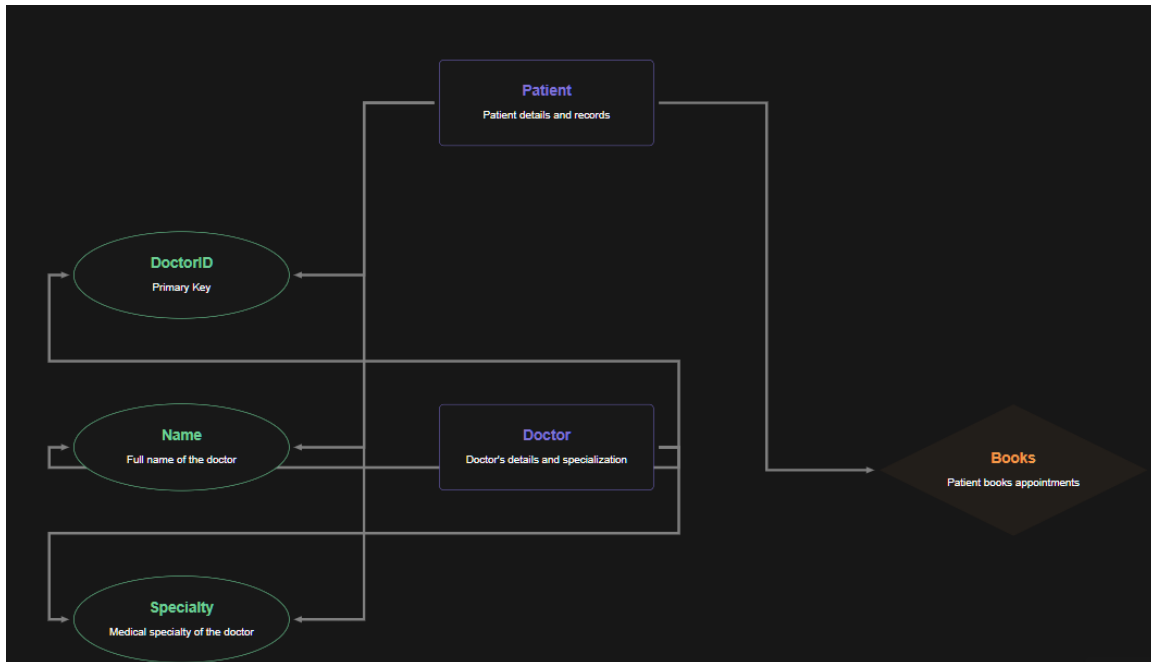 Patient
Patient details and records
DoctorID
Primary Key
Name
Full name of the doctor
Doctor
Doctor's details and specialization
Books
Patient books appointments
Specialty
Medical specialty of the doctor